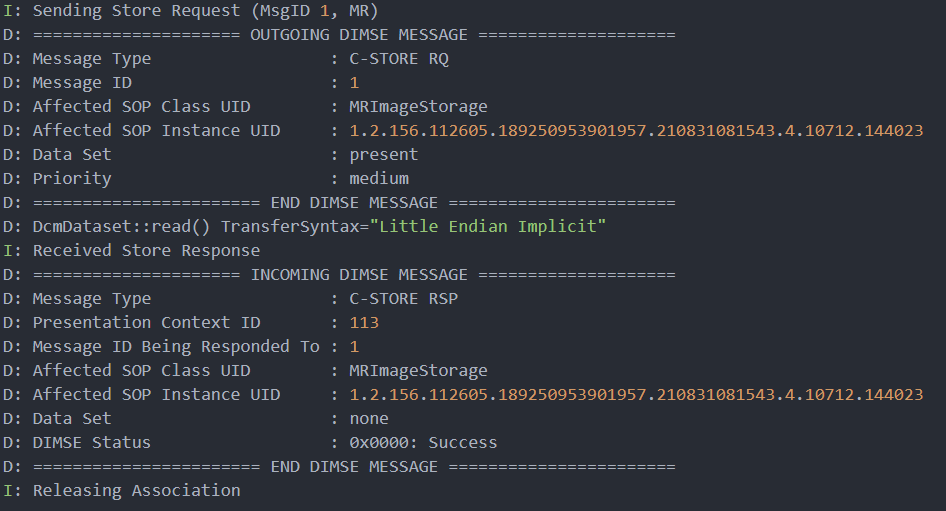 I: Sending Store Request (MsgID 1, MR)
D: ===================== OUTGOING DIMSE MESSAGE ====================
D: Message Type                  : C-STORE RQ
D: Message ID                    : 1
D: Affected SOP Class UID        : MRImageStorage
D: Affected SOP Instance UID     : 1.2.156.112605.189250953901957.210831081543.4.10712.144023
D: Data Set                      : present
D: Priority                      : medium
D: ======================= END DIMSE MESSAGE =======================
D: DcmDataset::read() TransferSyntax="Little Endian Implicit"
I: Received Store Response
D: ===================== INCOMING DIMSE MESSAGE ====================
D: Message Type                  : C-STORE RSP
D: Presentation Context ID       : 113
D: Message ID Being Responded To : 1
D: Affected SOP Class UID        : MRImageStorage
D: Affected SOP Instance UID     : 1.2.156.112605.189250953901957.210831081543.4.10712.144023
D: Data Set                      : none
D: DIMSE Status                  : 0x0000: Success
D: ======================= END DIMSE MESSAGE =======================
I: Releasing Association